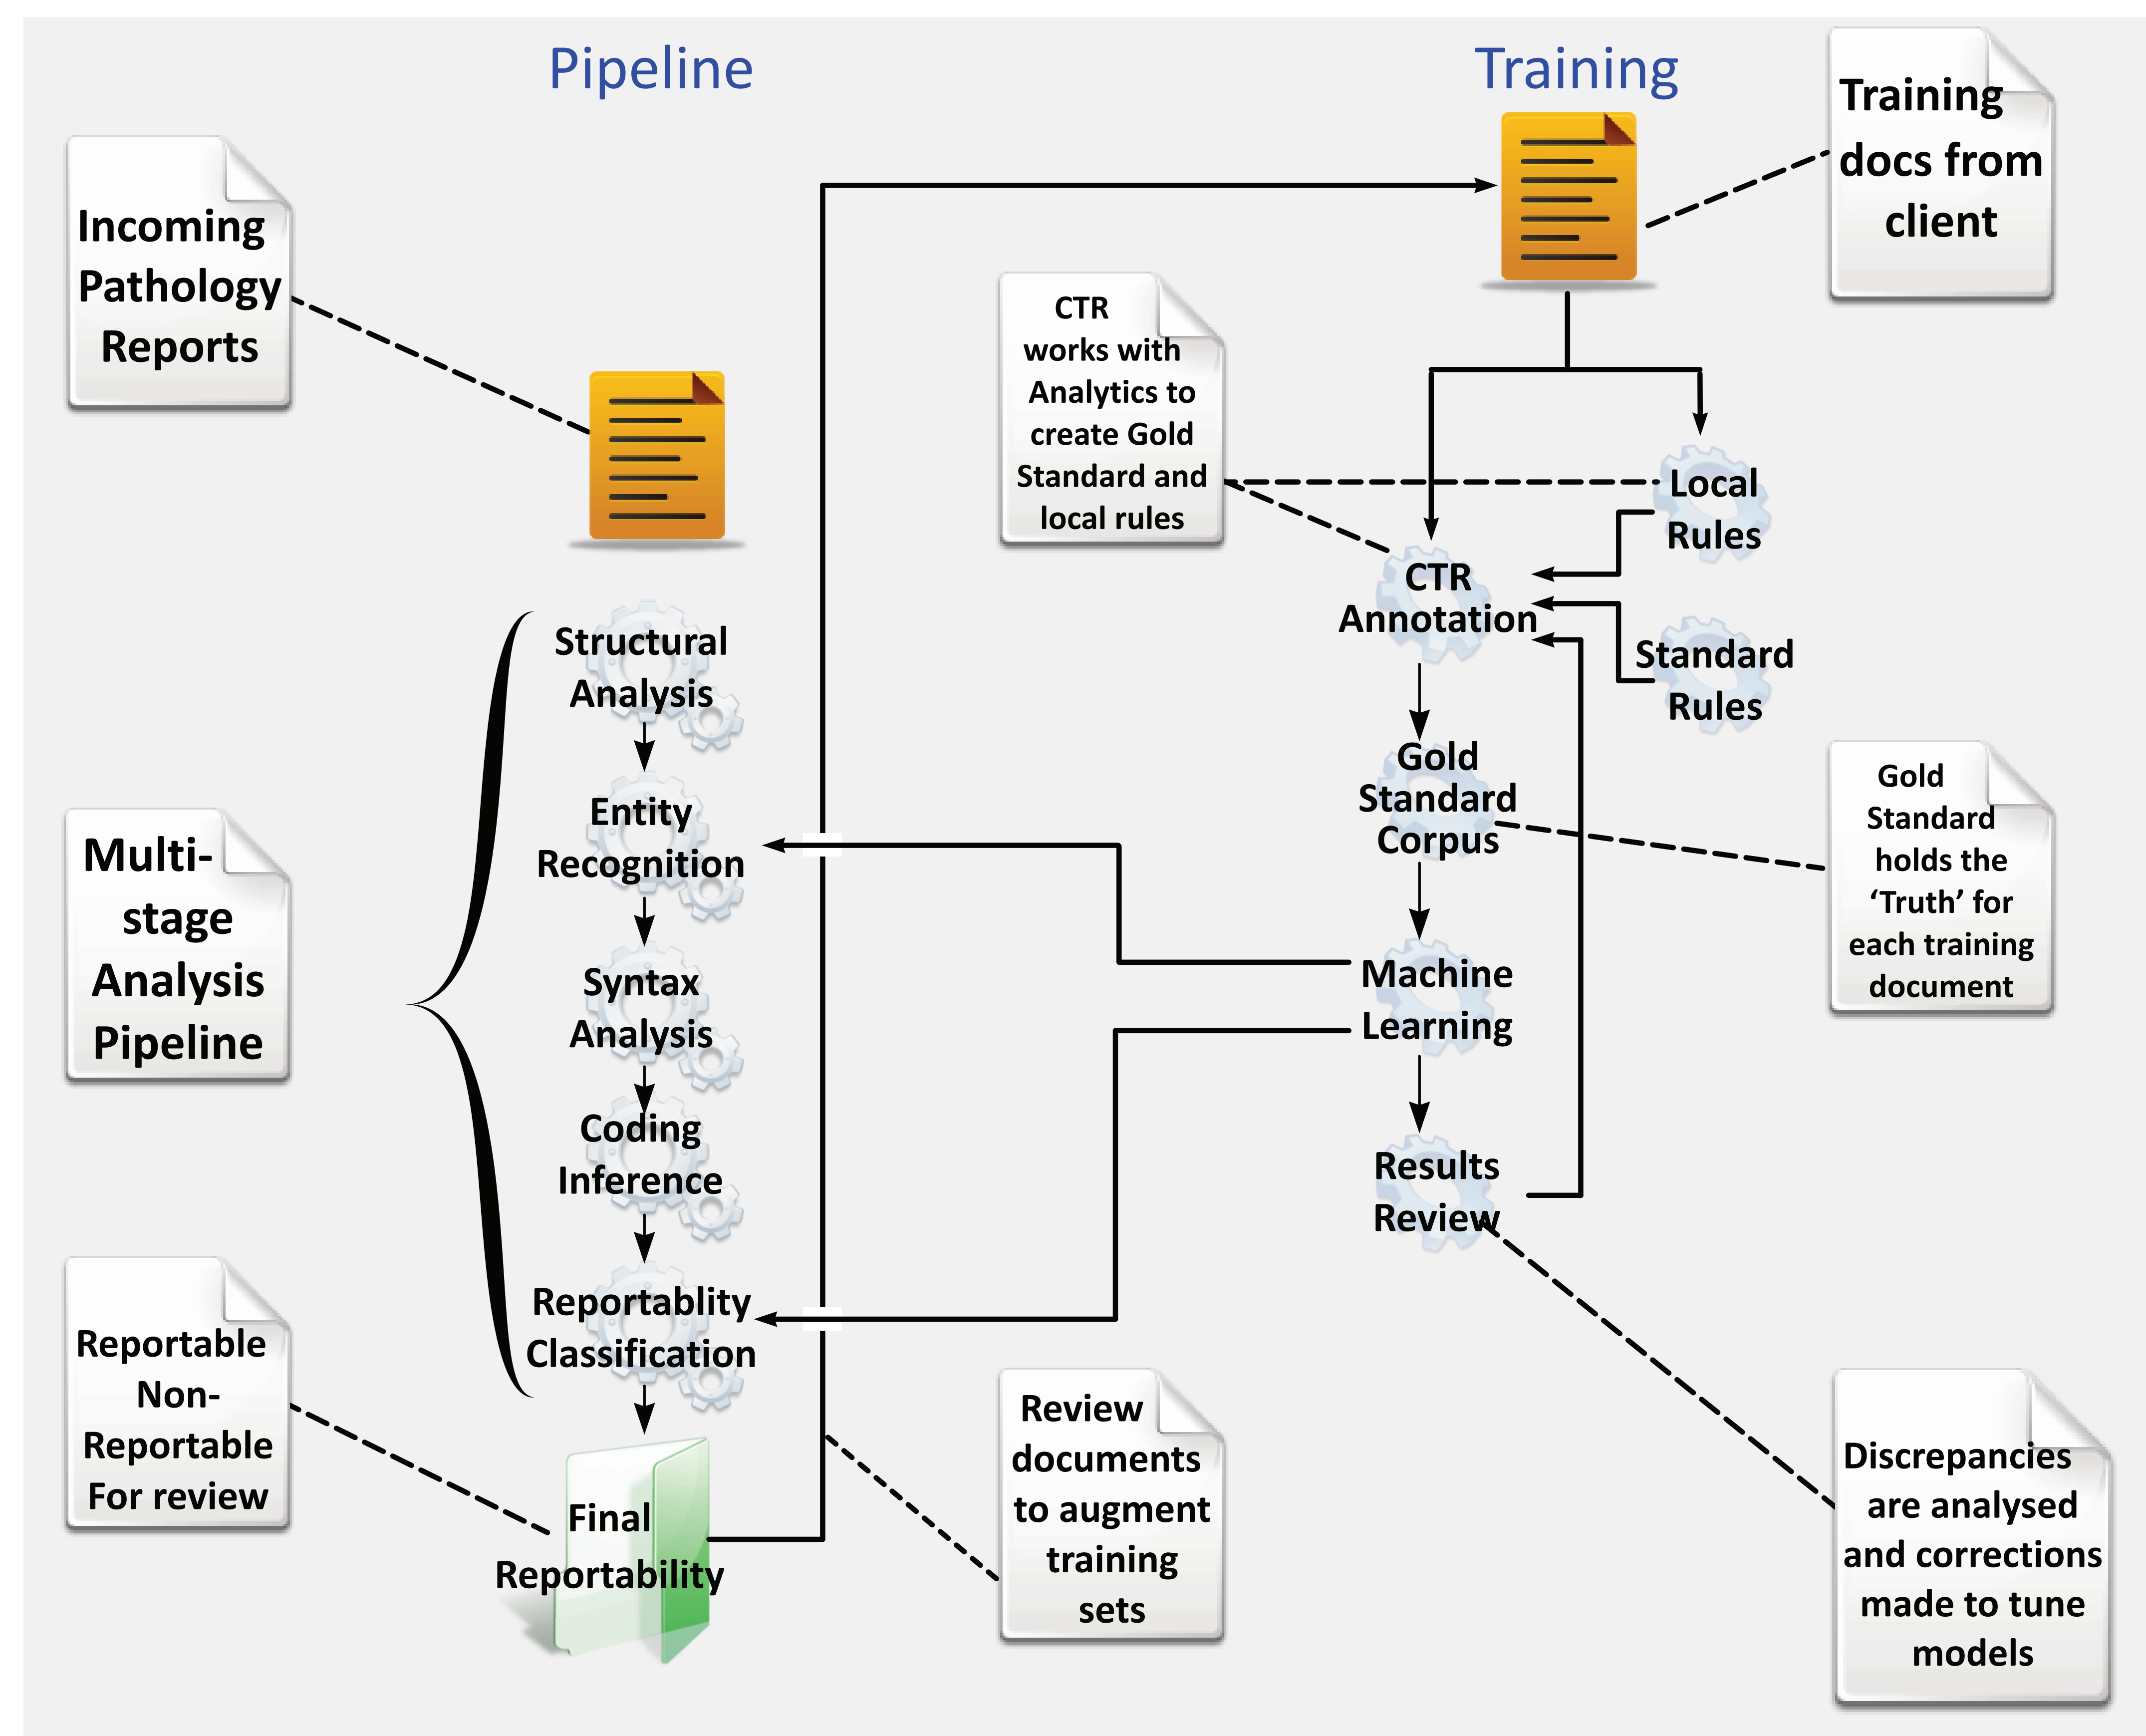 Pipeline
Training
Training
docs from
client
Incoming
Pathology
Reports
CTR
works with
Analytics to
create Gold
Standard and
local rules
Local
Rules
CTR
Annotation
Standard
Rules
Structural
Analysis
Gold
Standard
Corpus
Gold
Standard
holds the
‘Truth’ for
each training
document
Entity
Recognition
Multi-
stage
Analysis
Pipeline
Syntax
Analysis
Machine
Learning
Coding
Inference
Results
Review
Reportablity
Classification
Reportable
Non-
Reportable
For review
Review
documents
to augment
training
sets
Final
Reportability
Discrepancies
are analysed
and corrections
made to tune
models